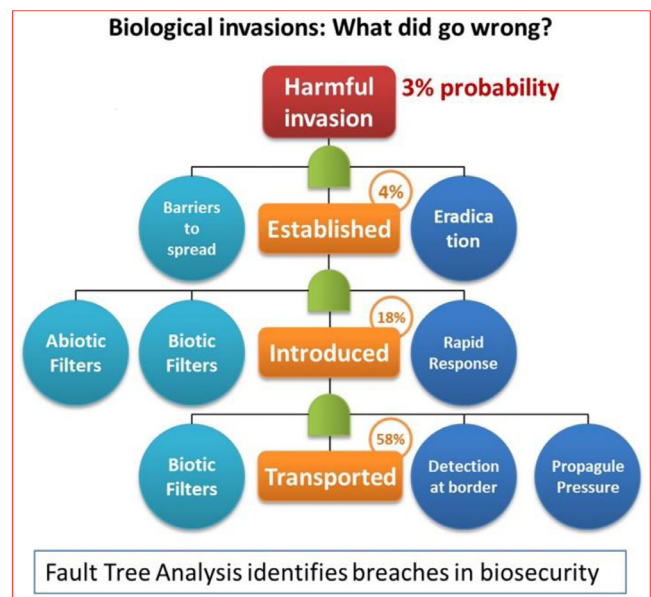 Biological invasions: What did go wrong?
Harmful
invasion
3% probability
4%
Barriers
to
spread
Established
Eradica
tion
18%
Abiotic
Filters
Biotic
Filters
Introduced
Rapid
Response
58%
Biotic
Filters
Transported
Detection
at border
Propagule
Pressure
Fault Tree Analysis identifies breaches in biosecurity